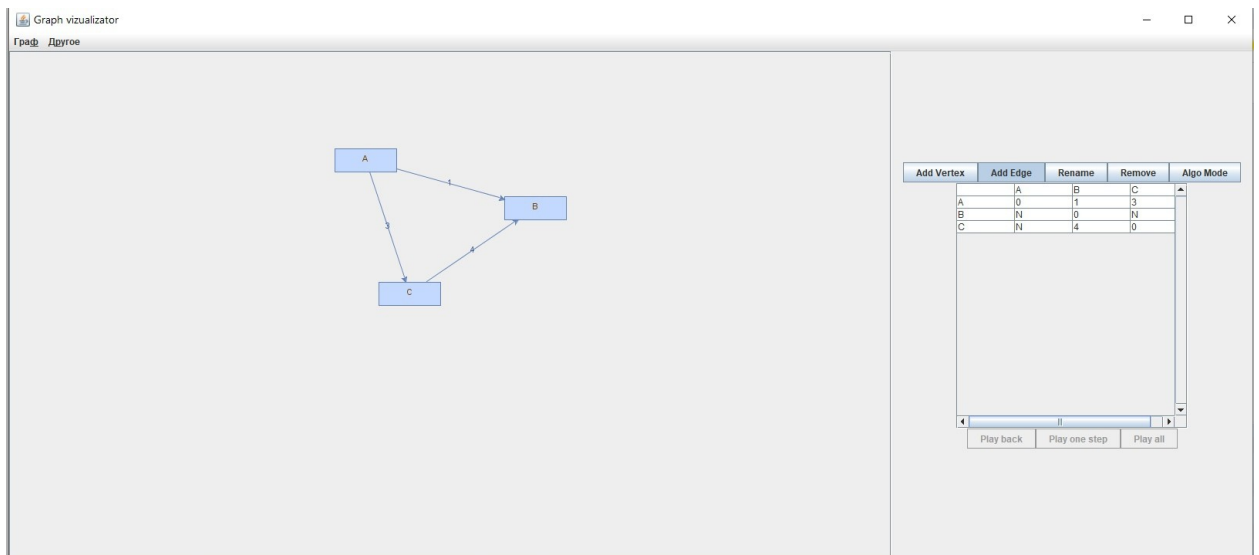 Graph vizualizator
Граф Другое
A
1
B
3
4
C
Add Vertex Add Edge Rename Remove Algo Mode
A B C
A 0 1 3
B N 0 N
C N 4 0
Play back Play one step Play all